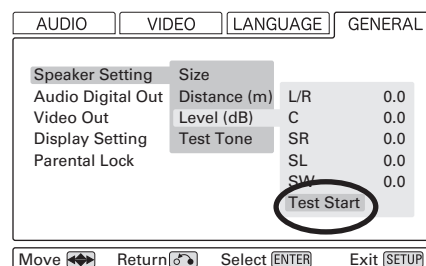 AUDIO VIDEO LANGUAGE GENERAL
Speaker Setting Size
Audio Digital Out Distance (m) L/R 0.0
Video Out Level (dB) C 0.0
Display Setting Test Tone SR 0.0
Parental Lock SL 0.0
SW 0.0
Test Start
Move Return Select ENTER Exit SETUP